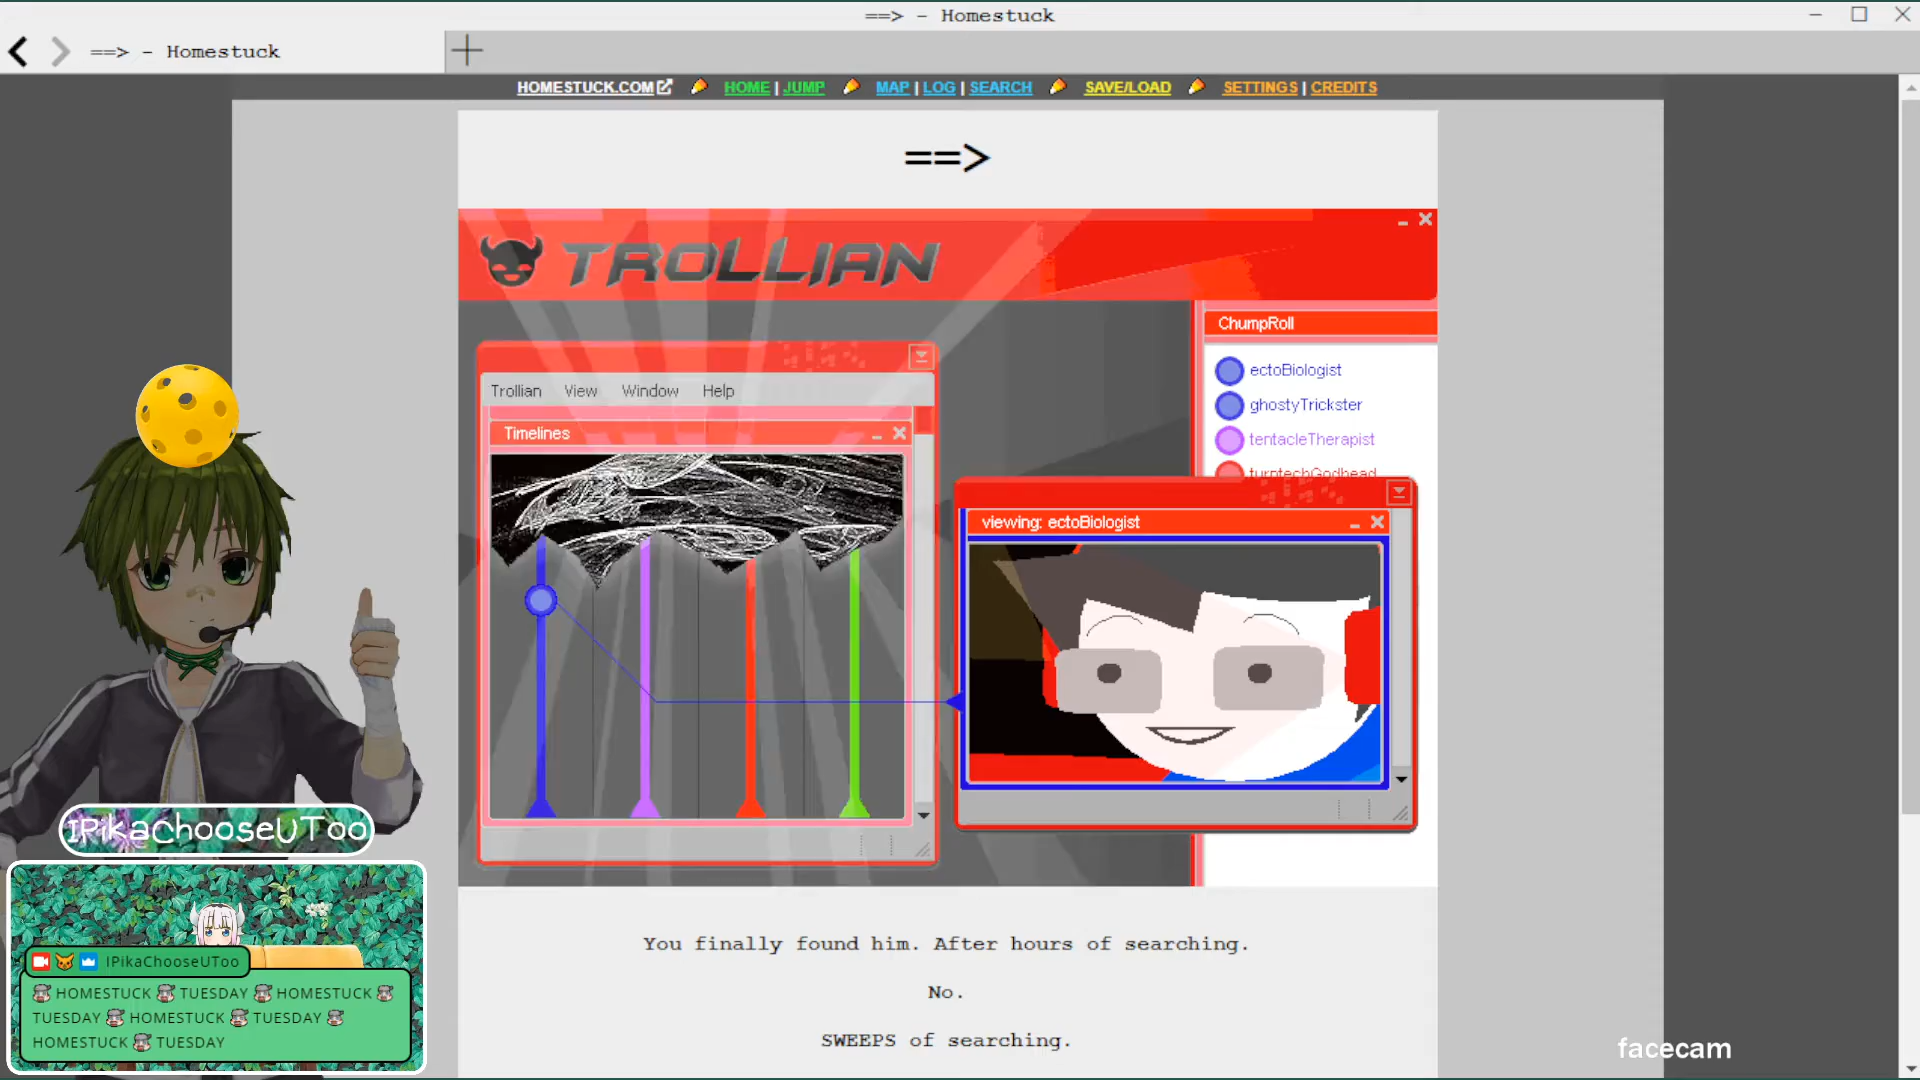 ==> - Homestuck
==> - Homestuck
HOMESTUCK.COM HOME | JUMP MAP | LOG | SEARCH SAVE/LOAD SETTINGS | CREDITS
==>
TROLLIAN
ChumpRoll
ectoBiologist
ghostyTrickster
tentacleTherapist
turntechGodhead
Trollian View Window Help
Timelines
viewing: ectoBiologist
You finally found him. After hours of searching.
No.
SWEEPS of searching.
IPikaChooseUToo
IPikaChooseUToo
HOMESTUCK TUESDAY HOMESTUCK
TUESDAY HOMESTUCK TUESDAY
HOMESTUCK TUESDAY
facecam